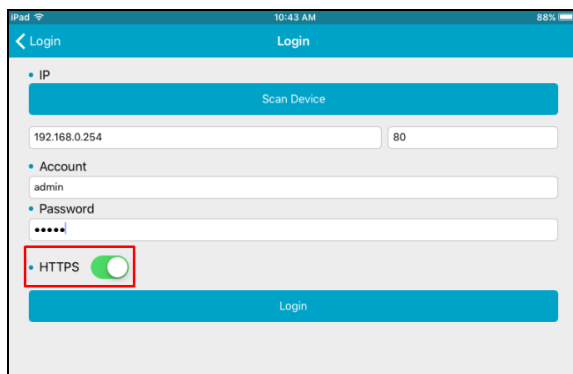 iPad 10:43 AM 88%
Login Login
IP
Scan Device
192.168.0.254 80
Account
admin
Password
•••••
HTTPS
Login